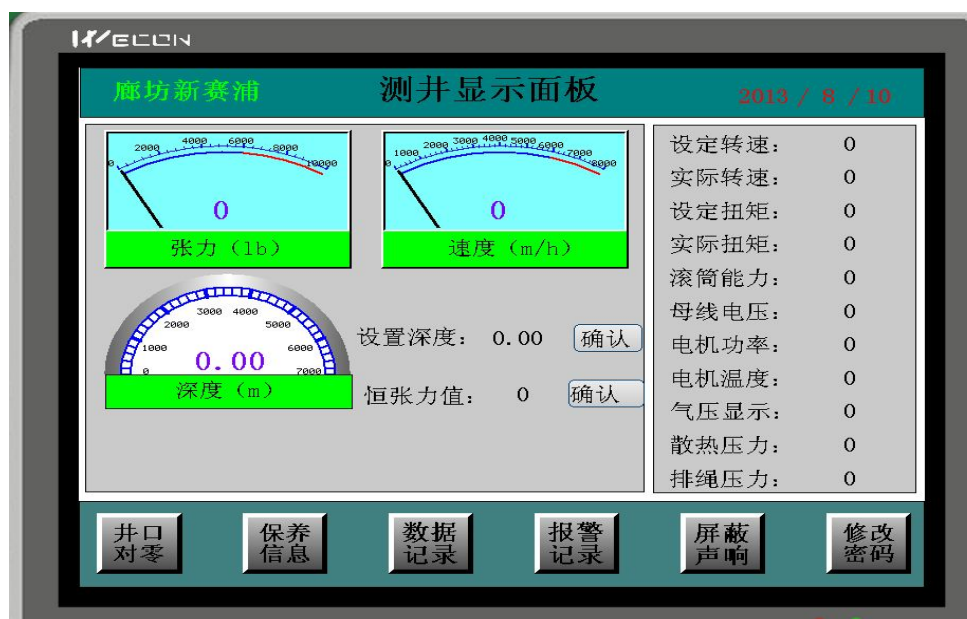 WECON
廊坊新赛浦
测井显示面板
2013 / 8 / 10
0 2000 4000 6000 8000 10000
0
张力 (lb)
0 1000 2000 3000 4000 5000 6000 7000 8000
0
速度 (m/h)
0 1000 2000 3000 4000 5000 6000 7000
0.00
深度 (m)
设置深度: 0.00 确认
恒张力值: 0 确认
设定转速: 0
实际转速: 0
设定扭矩: 0
实际扭矩: 0
滚筒能力: 0
母线电压: 0
电机功率: 0
电机温度: 0
气压显示: 0
散热压力: 0
排绳压力: 0
井口
对零
保养
信息
数据
记录
报警
记录
屏蔽
声响
修改
密码